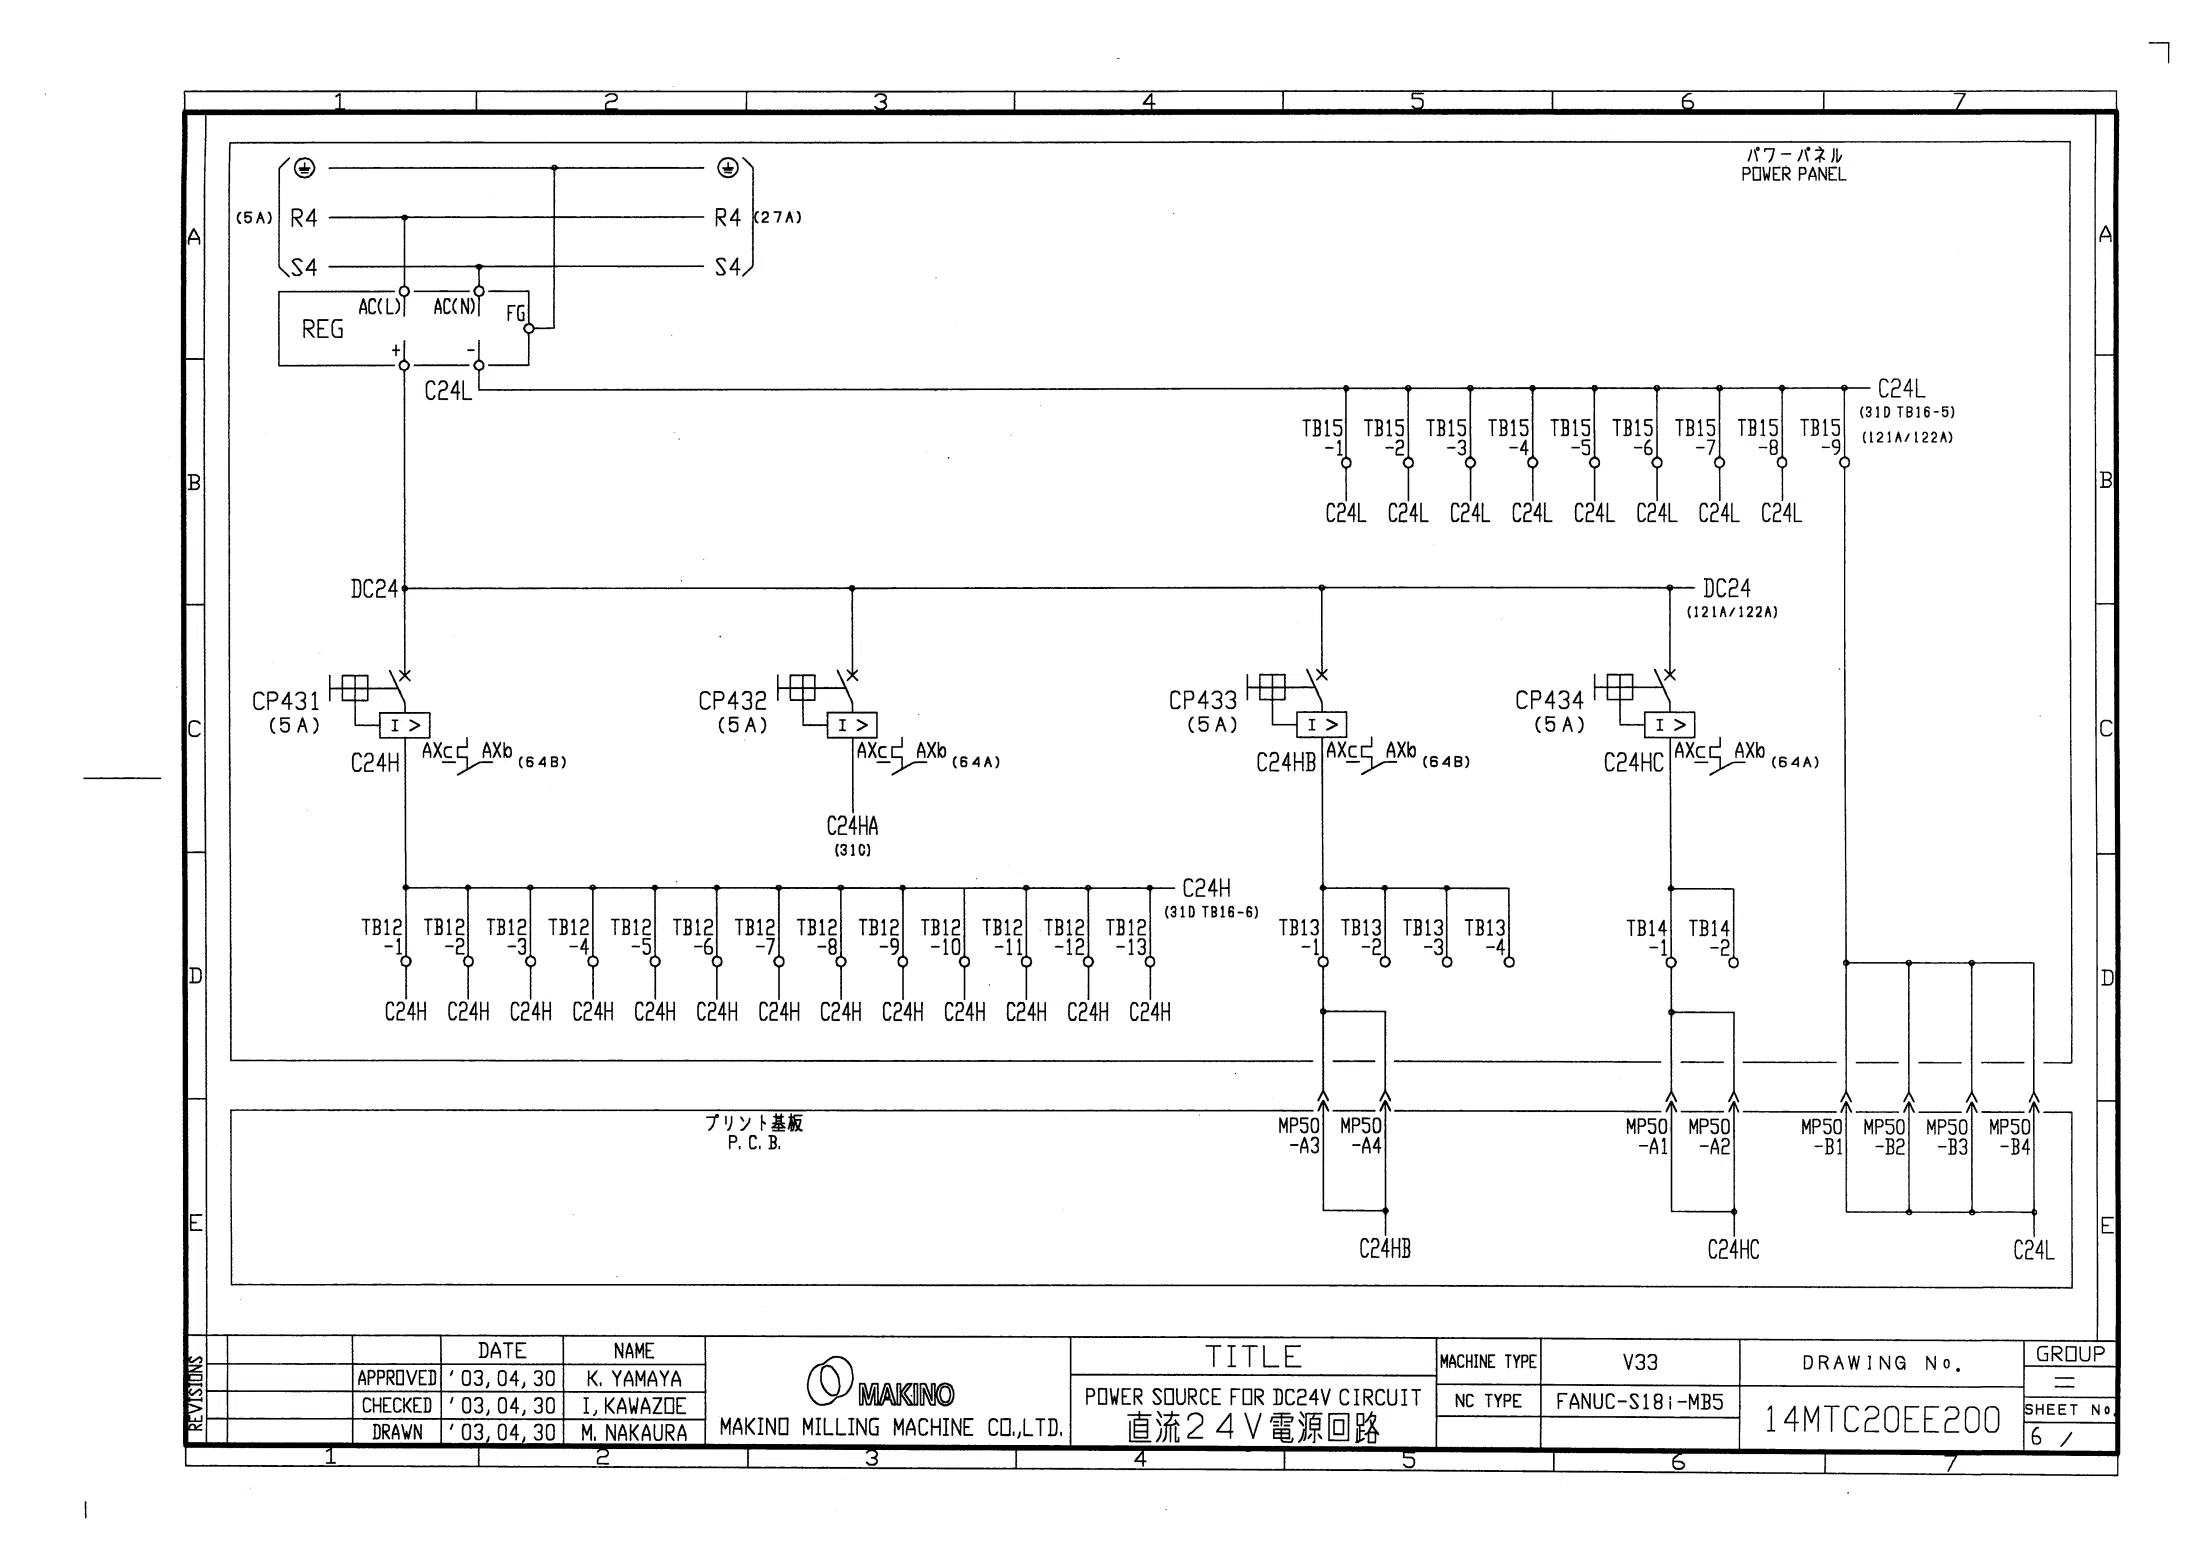 1 2 3 4 5 6 7
パワーパネル
POWER PANEL
(5A) R4 R4 (27A)
S4 S4
A A
AC(L) AC(N) FG
REG
+ -
C24L
C24L
(31D TB16-5)
(121A/122A)
TB15 TB15 TB15 TB15 TB15 TB15 TB15 TB15 TB15
-1 -2 -3 -4 -5 -6 -7 -8 -9
B B
C24L C24L C24L C24L C24L C24L C24L C24L
DC24 DC24
(121A/122A)
CP431 CP432 CP433 CP434
(5A) (5A) (5A) (5A)
I > I > I > I >
C C
C24H AXc AXb (64B) AXc AXb (64A) C24HB AXc AXb (64B) C24HC AXc AXb (64A)
C24HA
(31C)
C24H
(31D TB16-6)
TB12 TB12 TB12 TB12 TB12 TB12 TB12 TB12 TB12 TB12 TB12 TB12 TB12 TB13 TB13 TB13 TB13 TB14 TB14
-1 -2 -3 -4 -5 -6 -7 -8 -9 -10 -11 -12 -13 -1 -2 -3 -4 -1 -2
D D
C24H C24H C24H C24H C24H C24H C24H C24H C24H C24H C24H C24H C24H
プリント基板
P. C. B.
MP50 MP50 MP50 MP50 MP50 MP50 MP50 MP50
-A3 -A4 -A1 -A2 -B1 -B2 -B3 -B4
E E
C24HB C24HC C24L
REVISIONS
DATE NAME
APPROVED '03,04,30 K. YAMAYA
CHECKED '03,04,30 I, KAWAZOE
DRAWN '03,04,30 M. NAKAURA
MAKINO
MAKINO MILLING MACHINE CO.,LTD.
TITLE
POWER SOURCE FOR DC24V CIRCUIT
直流24V電源回路
MACHINE TYPE V33
NC TYPE FANUC-S18i-MB5
DRAWING No.
14MTC20EE200
GROUP
=
SHEET No.
6 /
1 2 3 4 5 6 7